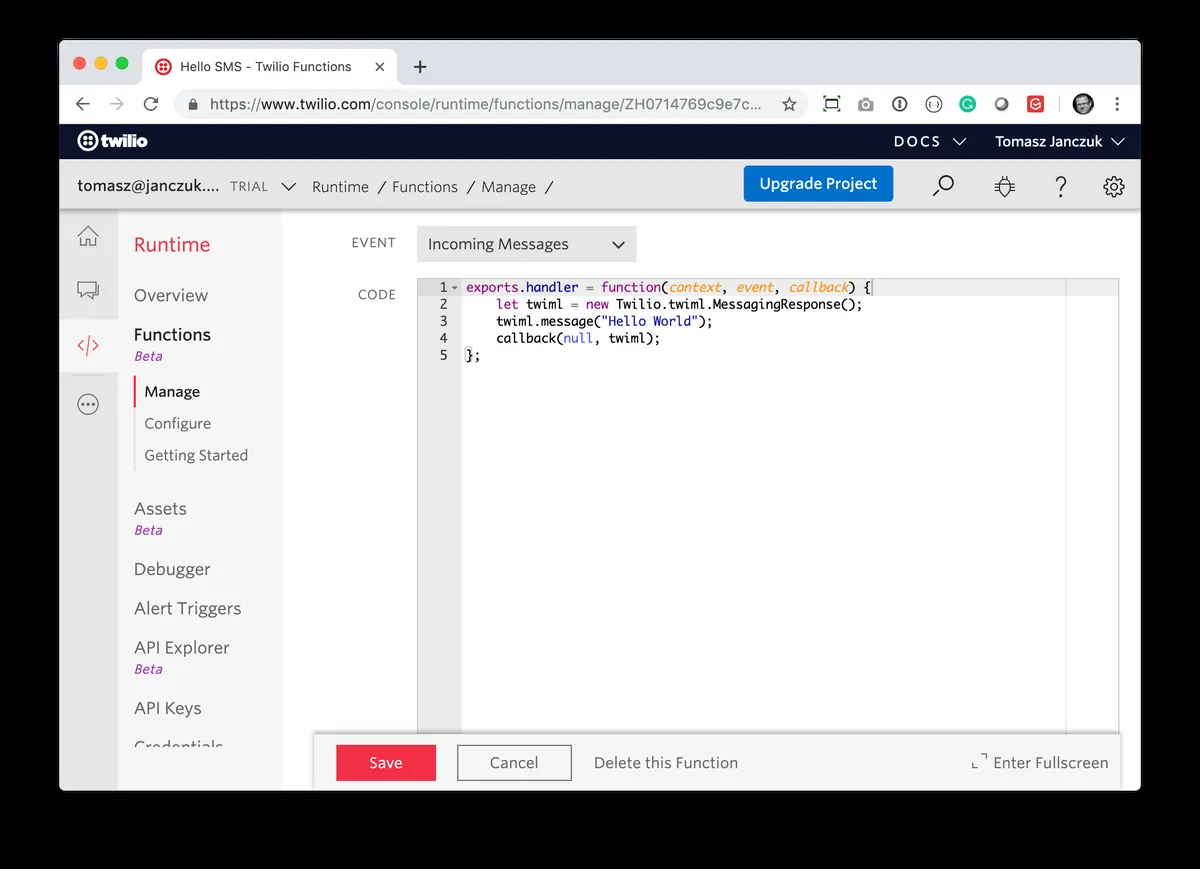 Hello SMS - Twilio Functions
https://www.twilio.com/console/runtime/functions/manage/ZH0714769c9e7c...
twilio
DOCS
Tomasz Janczuk
tomasz@janczuk.... TRIAL
Runtime / Functions / Manage /
Upgrade Project
Runtime
Overview
Functions
Beta
Manage
Configure
Getting Started
Assets
Beta
Debugger
Alert Triggers
API Explorer
Beta
API Keys
Credentials
EVENT
Incoming Messages
CODE
1 exports.handler = function(context, event, callback) {
2     let twiml = new Twilio.twiml.MessagingResponse();
3     twiml.message("Hello World");
4     callback(null, twiml);
5 };
Save
Cancel
Delete this Function
Enter Fullscreen